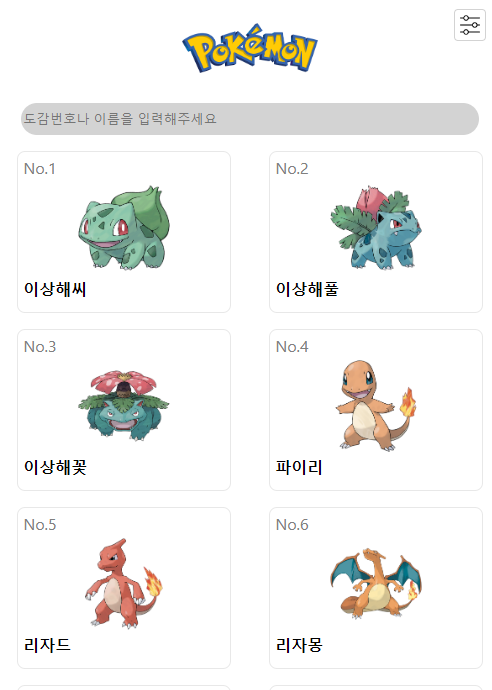 POKéMON
도감번호나 이름을 입력해주세요
No.1
이상해씨
No.2
이상해풀
No.3
이상해꽃
No.4
파이리
No.5
리자드
No.6
리자몽